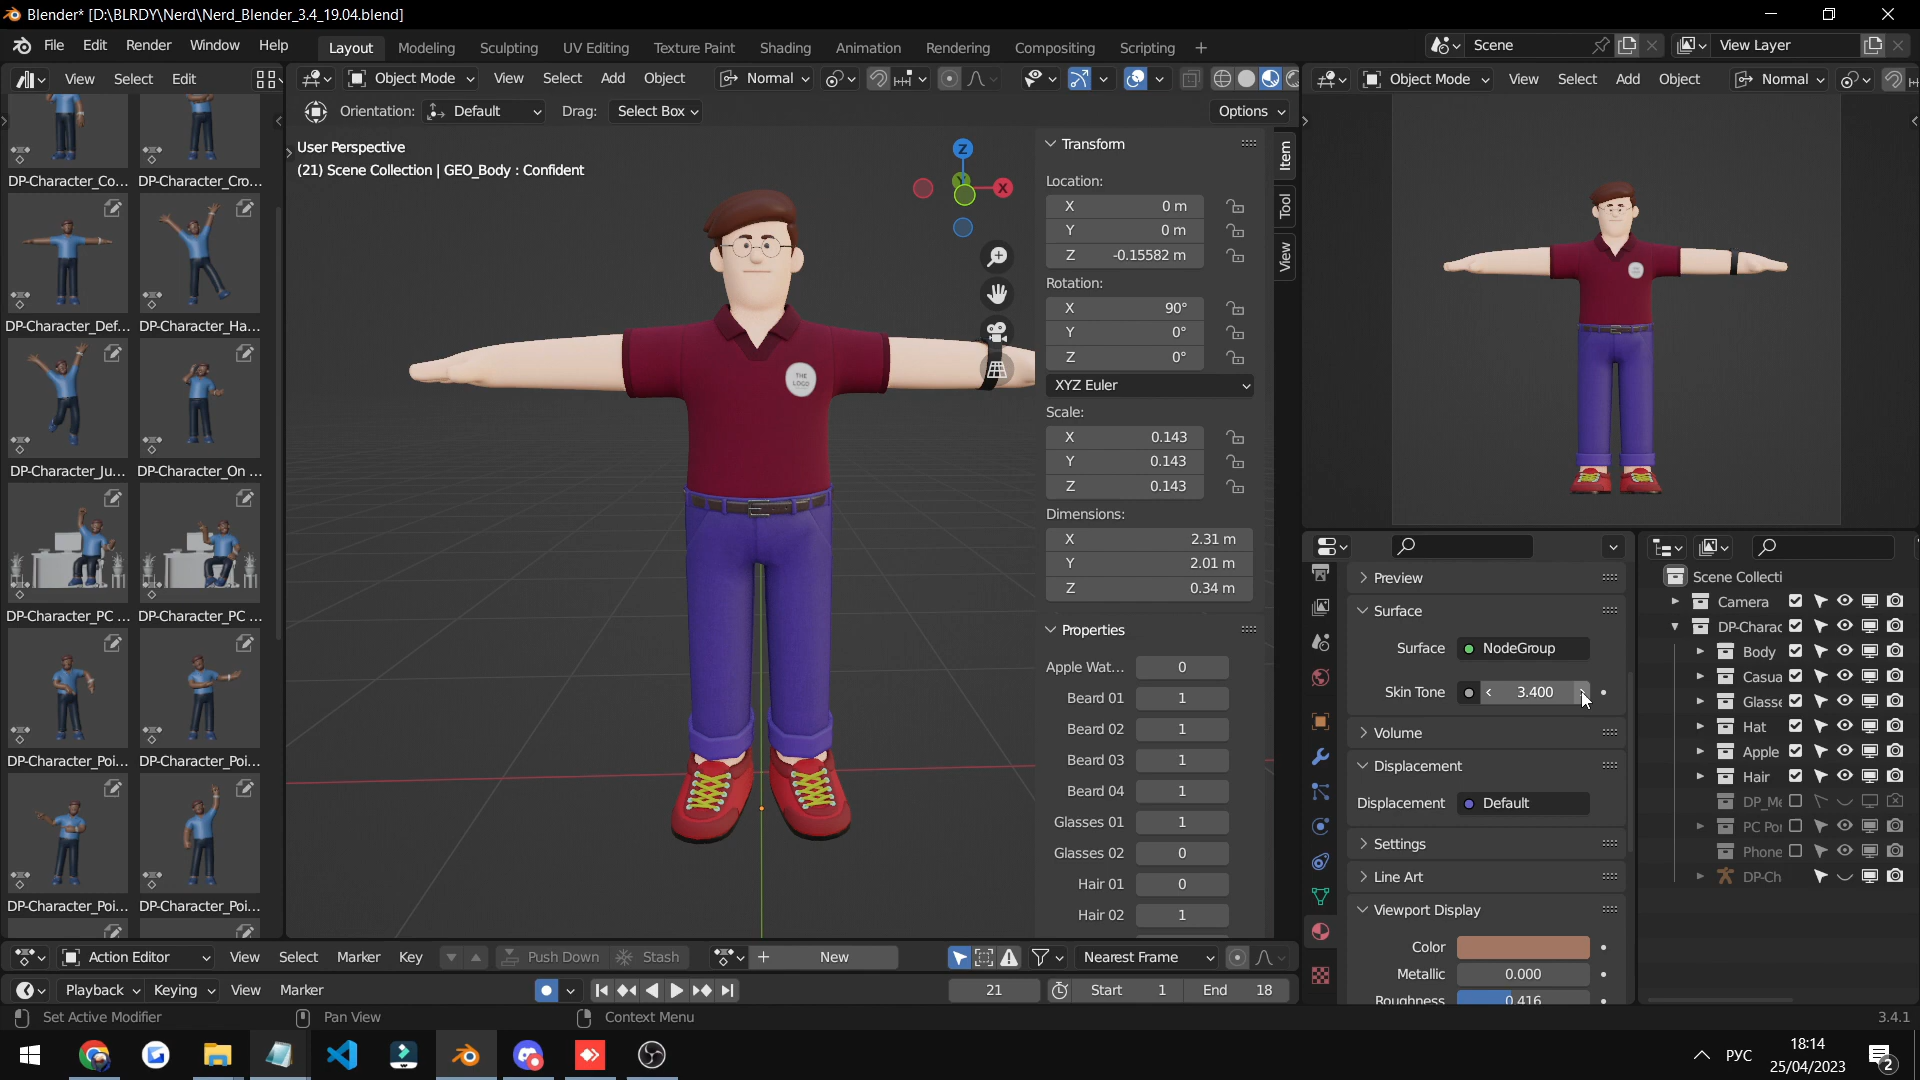 Blender* [D:\BLRDY\Nerd\Nerd_Blender_3.4_19.04.blend]
File Edit Render Window Help
Layout Modeling Sculpting UV Editing Texture Paint Shading Animation Rendering Compositing Scripting +
Scene
View Layer
View Select Edit
Object Mode View Select Add Object Normal
Object Mode View Select Add Object Normal
Orientation: Default Drag: Select Box
Options
User Perspective
(21) Scene Collection | GEO_Body : Confident
Z
Y
X
DP-Character_Co... DP-Character_Cro...
DP-Character_Def... DP-Character_Ha...
DP-Character_Ju... DP-Character_On ...
DP-Character_PC ... DP-Character_PC ...
DP-Character_Poi... DP-Character_Poi...
DP-Character_Poi... DP-Character_Poi...
THE
LOGO
Transform
Location:
X 0 m
Y 0 m
Z -0.15582 m
Rotation:
X 90°
Y 0°
Z 0°
XYZ Euler
Scale:
X 0.143
Y 0.143
Z 0.143
Dimensions:
X 2.31 m
Y 2.01 m
Z 0.34 m
Properties
Apple Wat... 0
Beard 01 1
Beard 02 1
Beard 03 1
Beard 04 1
Glasses 01 1
Glasses 02 0
Hair 01 0
Hair 02 1
Item
Tool
View
Preview
Surface
Surface NodeGroup
Skin Tone 3.400
Volume
Displacement
Displacement Default
Settings
Line Art
Viewport Display
Color
Metallic 0.000
Roughness 0.416
Scene Collecti
Camera
DP-Charac
Body
Casua
Glasse
Hat
Apple
Hair
DP_Me
PC Poi
Phone
DP-Ch
Action Editor View Select Marker Key Push Down Stash + New Nearest Frame
Playback Keying View Marker 21 Start 1 End 18
Set Active Modifier Pan View Context Menu 3.4.1
РУС
18:14
25/04/2023
2